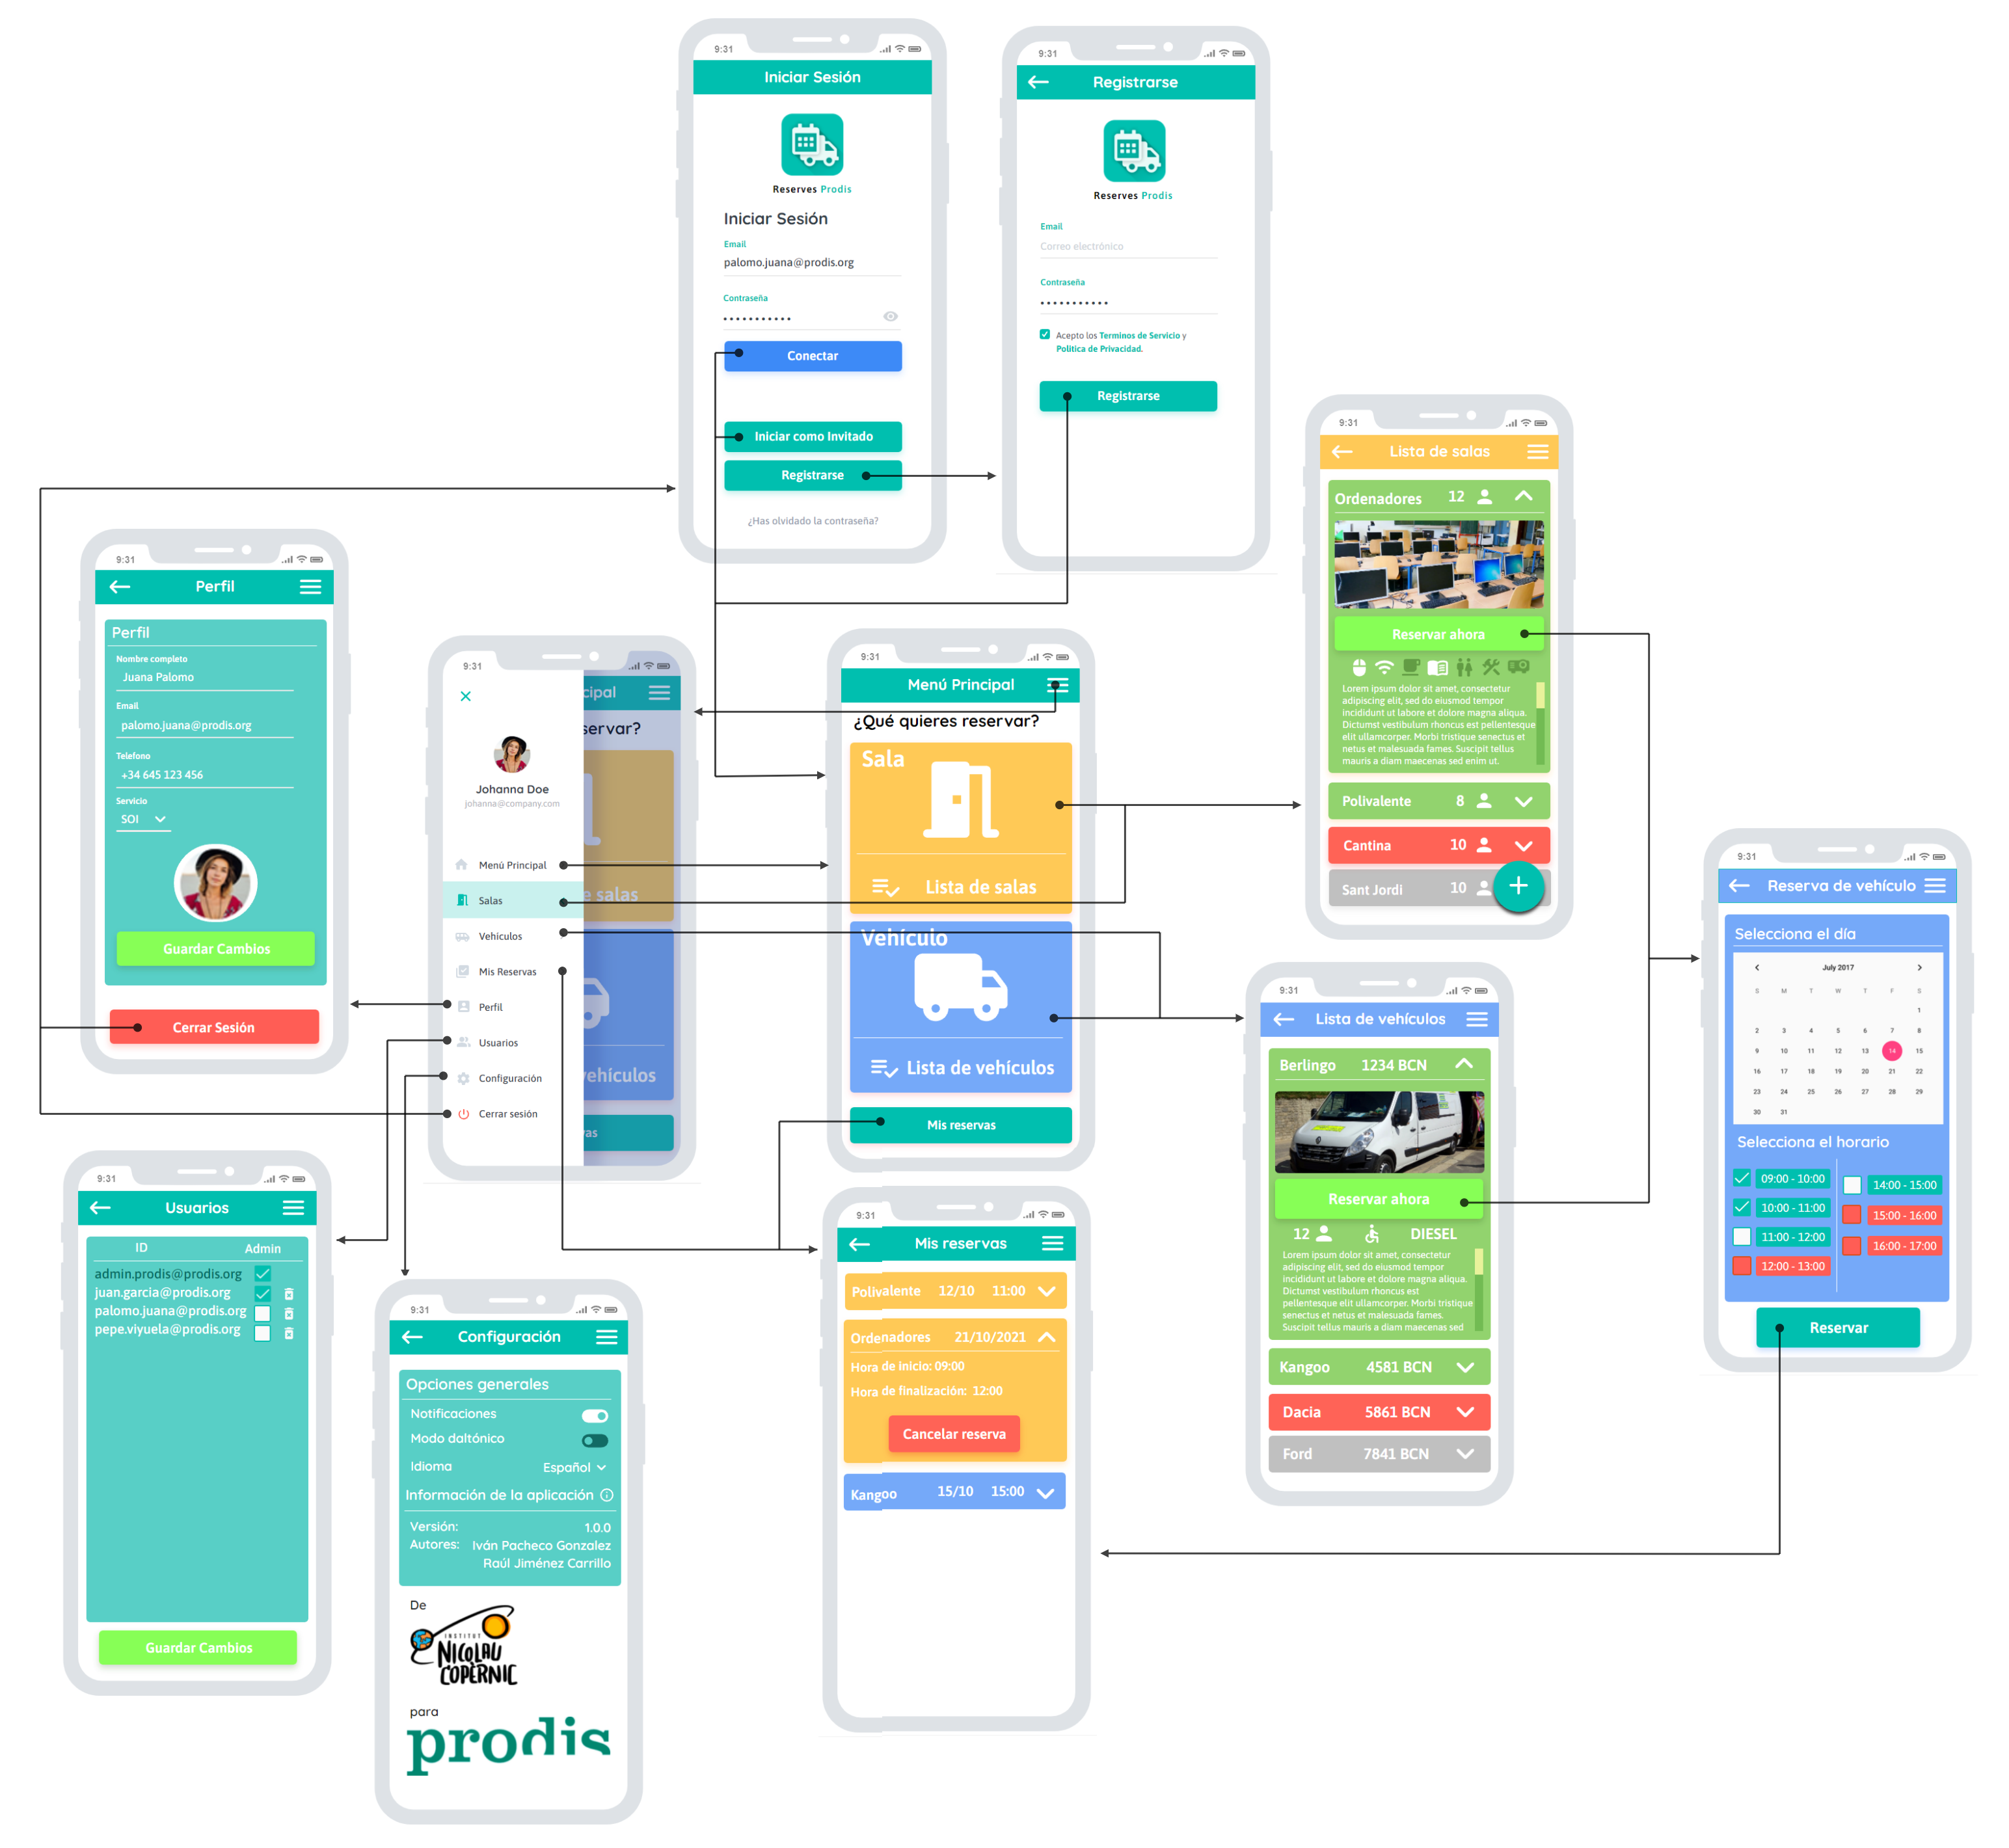 9:31
Iniciar Sesión
Reserves Prodis
Iniciar Sesión
Email
palomo.juana@prodis.org
Contraseña
Conectar
Iniciar como Invitado
Registrarse
¿Has olvidado la contraseña?
9:31
Registrarse
Reserves Prodis
Email
Correo electrónico
Contraseña
Acepto los Terminos de Servicio y
Politica de Privacidad.
Registrarse
9:31
Lista de salas
Ordenadores 12
Reservar ahora
Lorem ipsum dolor sit amet, consectetur
adipiscing elit, sed do eiusmod tempor
incididunt ut labore et dolore magna aliqua.
Dictumst vestibulum rhoncus est pellentesque
elit ullamcorper. Morbi tristique senectus et
netus et malesuada fames. Suscipit tellus
mauris a diam maecenas sed enim ut.
Polivalente 8
Cantina 10
Sant Jordi 10
9:31
Perfil
Perfil
Nombre completo
Juana Palomo
Email
palomo.juana@prodis.org
Telefono
+34 645 123 456
Servicio
SOI
Guardar Cambios
Cerrar Sesión
9:31
cipal
servar?
Johanna Doe
johanna@company.com
Menú Principal
Salas
e salas
Vehículos
Mis Reservas
Perfil
Usuarios
Configuración
vehículos
Cerrar sesión
as
9:31
Menú Principal
¿Qué quieres reservar?
Sala
Lista de salas
Vehículo
Lista de vehículos
Mis reservas
9:31
Reserva de vehículo
Selecciona el día
July 2017
S M T W T F S
1
2 3 4 5 6 7 8
9 10 11 12 13 14 15
16 17 18 19 20 21 22
23 24 25 26 27 28 29
30 31
Selecciona el horario
09:00 - 10:00 14:00 - 15:00
10:00 - 11:00 15:00 - 16:00
11:00 - 12:00 16:00 - 17:00
12:00 - 13:00
Reservar
9:31
Lista de vehículos
Berlingo 1234 BCN
Reservar ahora
12 DIESEL
Lorem ipsum dolor sit amet, consectetur
adipiscing elit, sed do eiusmod tempor
incididunt ut labore et dolore magna aliqua.
Dictumst vestibulum rhoncus est
pellentesque elit ullamcorper. Morbi tristique
senectus et netus et malesuada fames.
Suscipit tellus mauris a diam maecenas sed
Kangoo 4581 BCN
Dacia 5861 BCN
Ford 7841 BCN
9:31
Usuarios
ID Admin
admin.prodis@prodis.org
juan.garcia@prodis.org
palomo.juana@prodis.org
pepe.viyuela@prodis.org
Guardar Cambios
9:31
Configuración
Opciones generales
Notificaciones
Modo daltónico
Idioma Español
Información de la aplicación
Versión: 1.0.0
Autores: Iván Pacheco Gonzalez
Raúl Jiménez Carrillo
De
INSTITUT
NICOLAU
COPÈRNIC
para
prodis
9:31
Mis reservas
Polivalente 12/10 11:00
Ordenadores 21/10/2021
Hora de inicio: 09:00
Hora de finalización: 12:00
Cancelar reserva
Kangoo 15/10 15:00